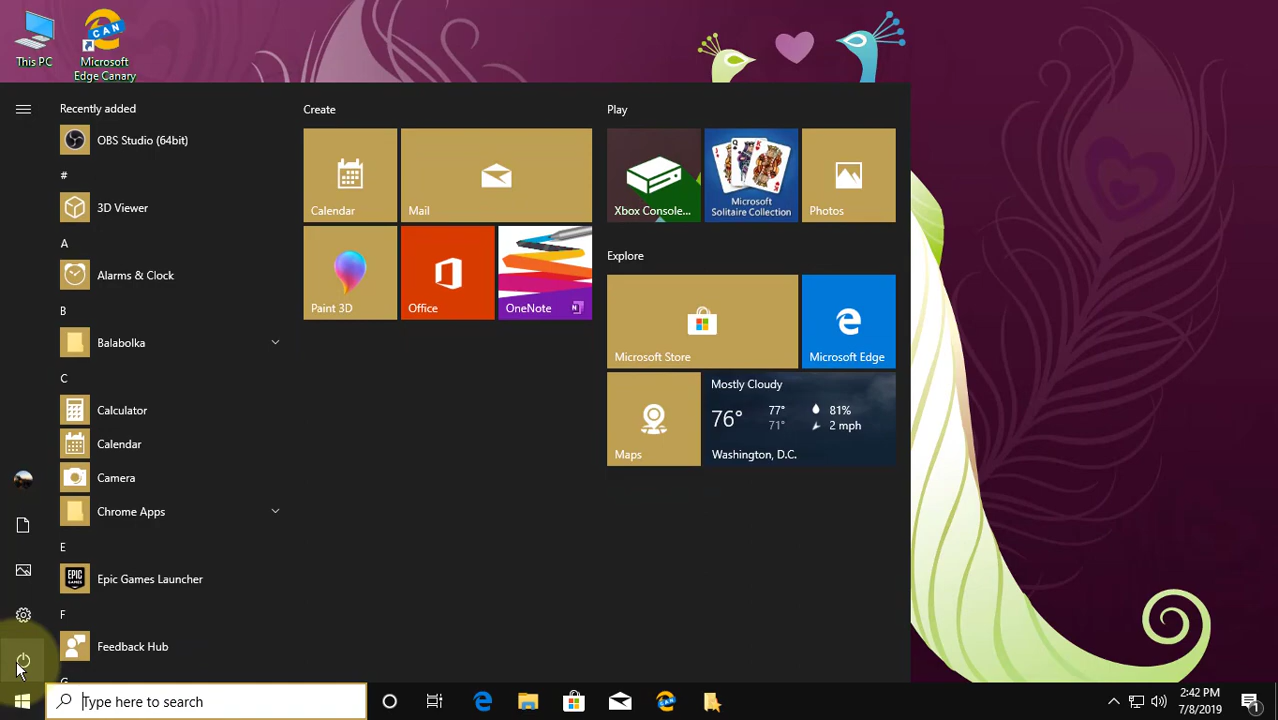 This PC
Microsoft
Edge Canary
CAN
Recently added
OBS Studio (64bit)
#
3D Viewer
A
Alarms & Clock
B
Balabolka
C
Calculator
Calendar
Camera
Chrome Apps
E
Epic Games Launcher
EPIC
F
Feedback Hub
Create
Calendar
Mail
Paint 3D
Office
OneNote
N
Play
Xbox Console...
Microsoft
Solitaire Collection
Photos
Explore
Microsoft Store
Microsoft Edge
Maps
Mostly Cloudy
76°
77°
71°
81%
2 mph
Washington, D.C.
Type here to search
CAN
2:42 PM
7/8/2019
1